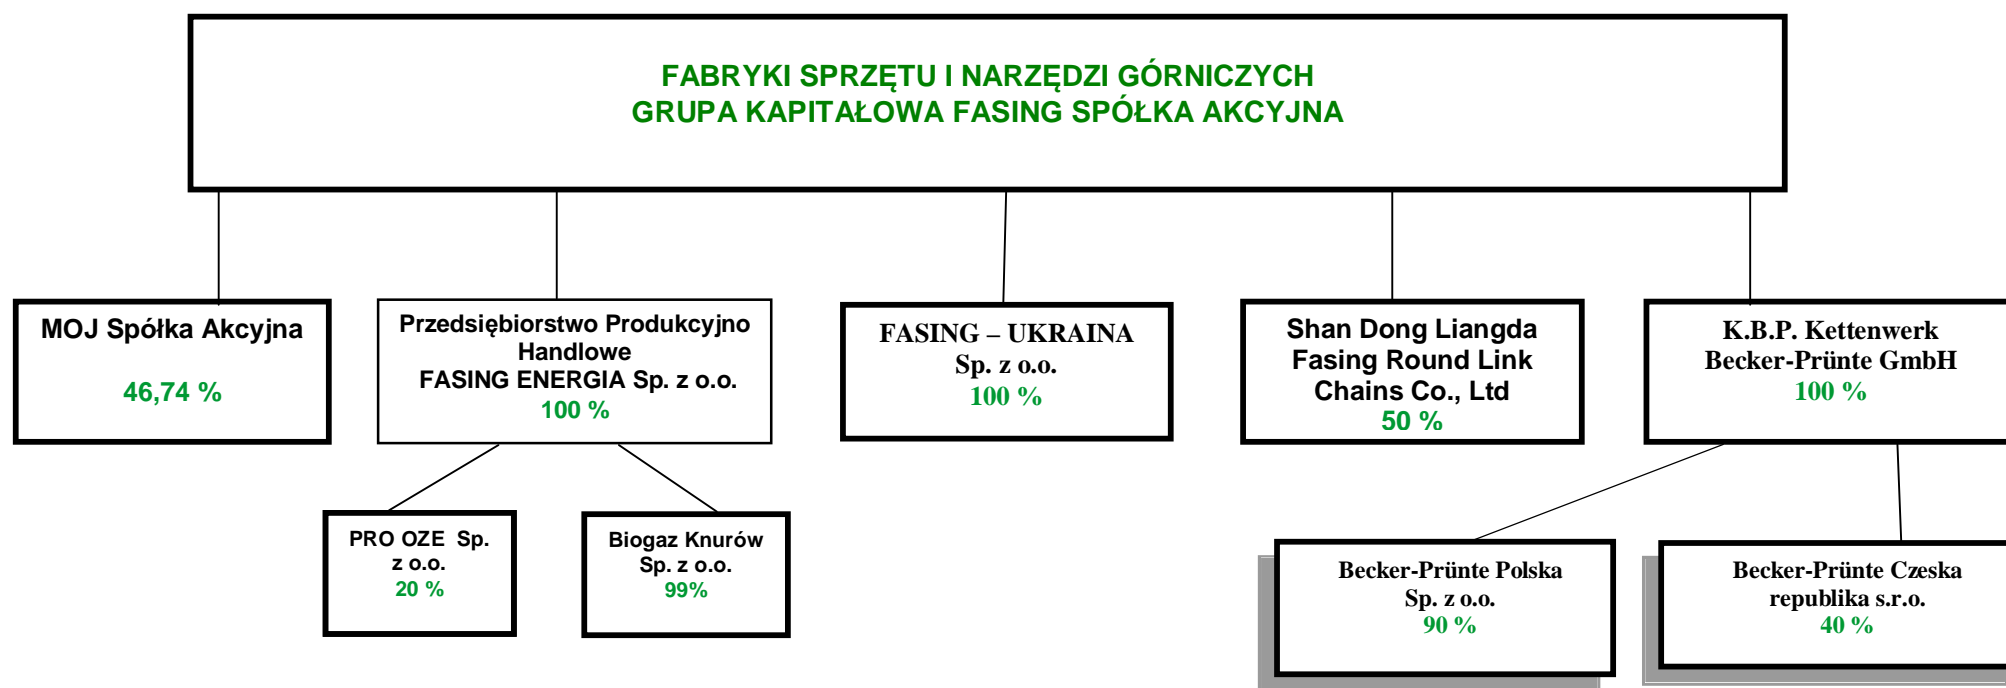 FABRYKI SPRZĘTU I NARZĘDZI GÓRNICZYCH
GRUPA KAPITAŁOWA FASING SPÓŁKA AKCYJNA
MOJ Spółka Akcyjna
46,74 %
Przedsiębiorstwo Produkcyjno
Handlowe
FASING ENERGIA Sp. z o.o.
100 %
FASING – UKRAINA
Sp. z o.o.
100 %
Shan Dong Liangda
Fasing Round Link
Chains Co., Ltd
50 %
K.B.P. Kettenwerk
Becker-Prünte GmbH
100 %
PRO OZE Sp.
z o.o.
20 %
Biogaz Knurów
Sp. z o.o.
99%
Becker-Prünte Polska
Sp. z o.o.
90 %
Becker-Prünte Czeska
republika s.r.o.
40 %